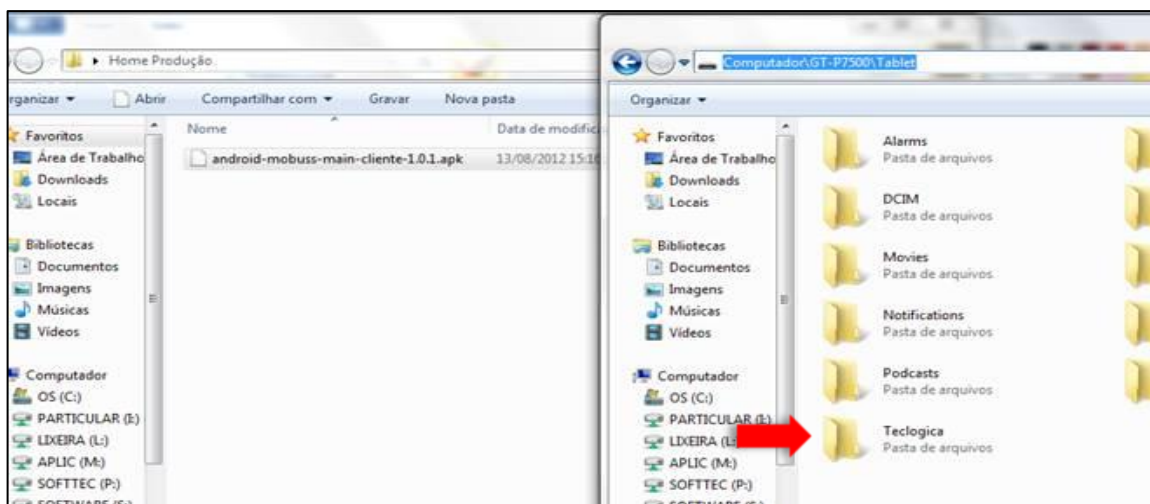 Home Produção
Organizar
Abrir
Compartilhar com
Gravar
Nova pasta
Favoritos
Área de Trabalho
Downloads
Locais
Bibliotecas
Documentos
Imagens
Músicas
Vídeos
Computador
OS (C:)
LIXEIRA (L:)
APLIC (M:)
SOFTTEC (P:)
SOFTWARE (S:)
Nome
Data de modific
android-mobuss-main-cliente-1.0.1.apk
13/08/2012 15:16
Computador\GT-P7500\Tablet
Organizar
Favoritos
Área de Trabalho
Downloads
Locais
Bibliotecas
Documentos
Imagens
Músicas
Vídeos
Computador
OS (C:)
APLIC (M:)
SOFTTEC (P:)
Alarms
Pasta de arquivos
DCIM
Pasta de arquivos
Movies
Pasta de arquivos
Notifications
Pasta de arquivos
Podcasts
Pasta de arquivos
Teclogica
Pasta de arquivos